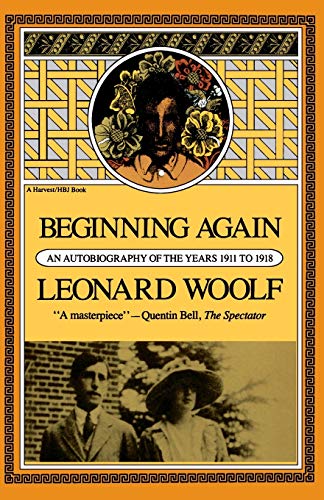 A Harvest/HBJ Book
BEGINNING AGAIN
AN AUTOBIOGRAPHY OF THE YEARS 1911 TO 1918
LEONARD WOOLF
“A masterpiece”—Quentin Bell, The Spectator